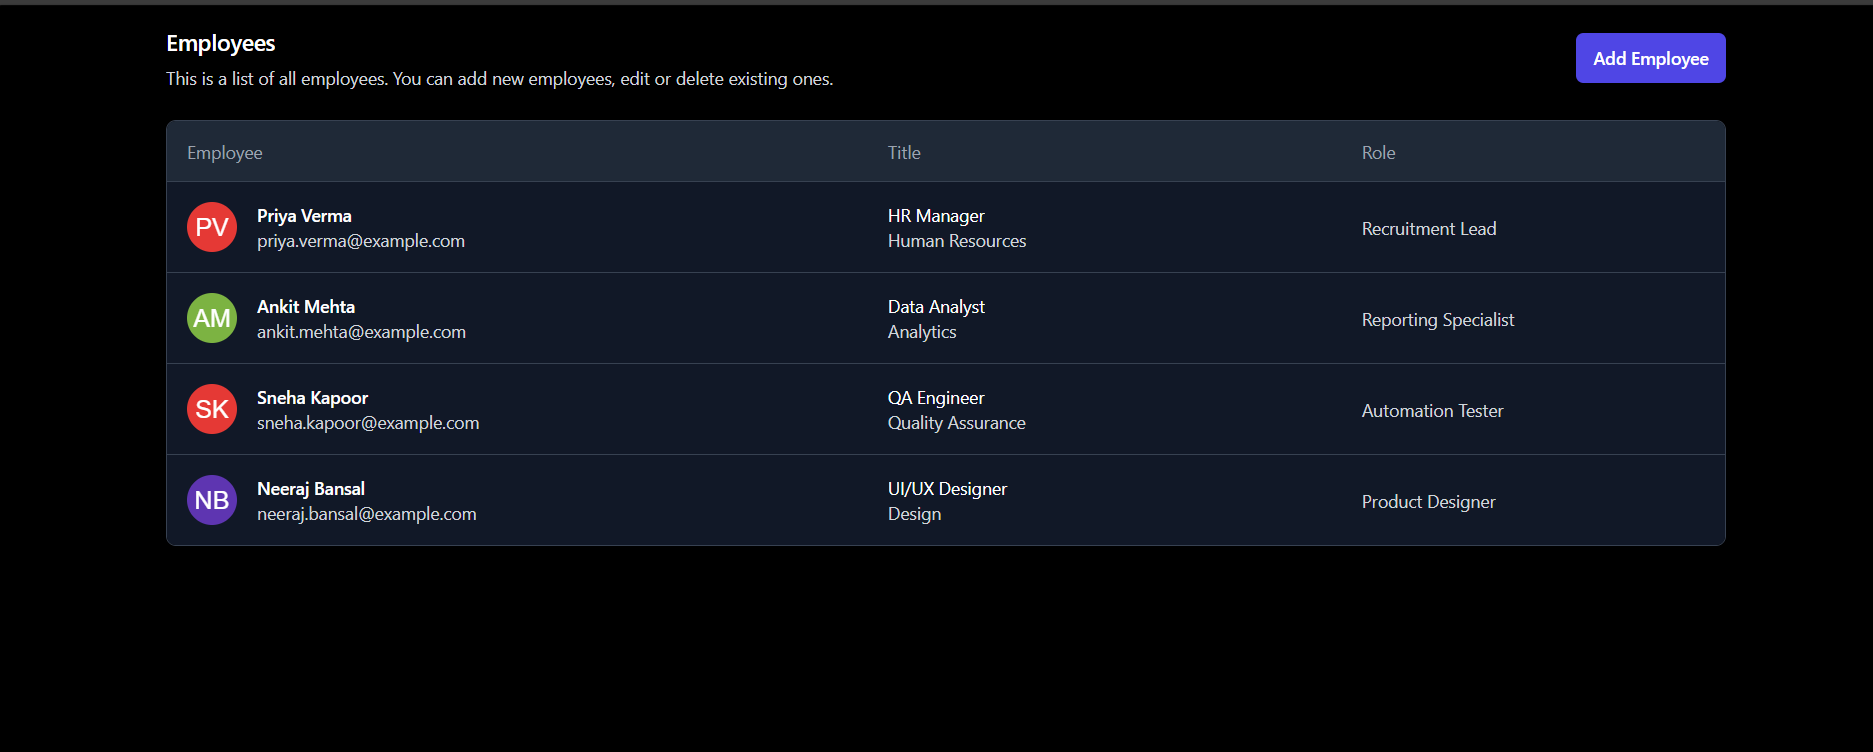 Employees
This is a list of all employees. You can add new employees, edit or delete existing ones.
Add Employee
Employee Title Role
PV Priya Verma HR Manager Recruitment Lead
priya.verma@example.com Human Resources
AM Ankit Mehta Data Analyst Reporting Specialist
ankit.mehta@example.com Analytics
SK Sneha Kapoor QA Engineer Automation Tester
sneha.kapoor@example.com Quality Assurance
NB Neeraj Bansal UI/UX Designer Product Designer
neeraj.bansal@example.com Design